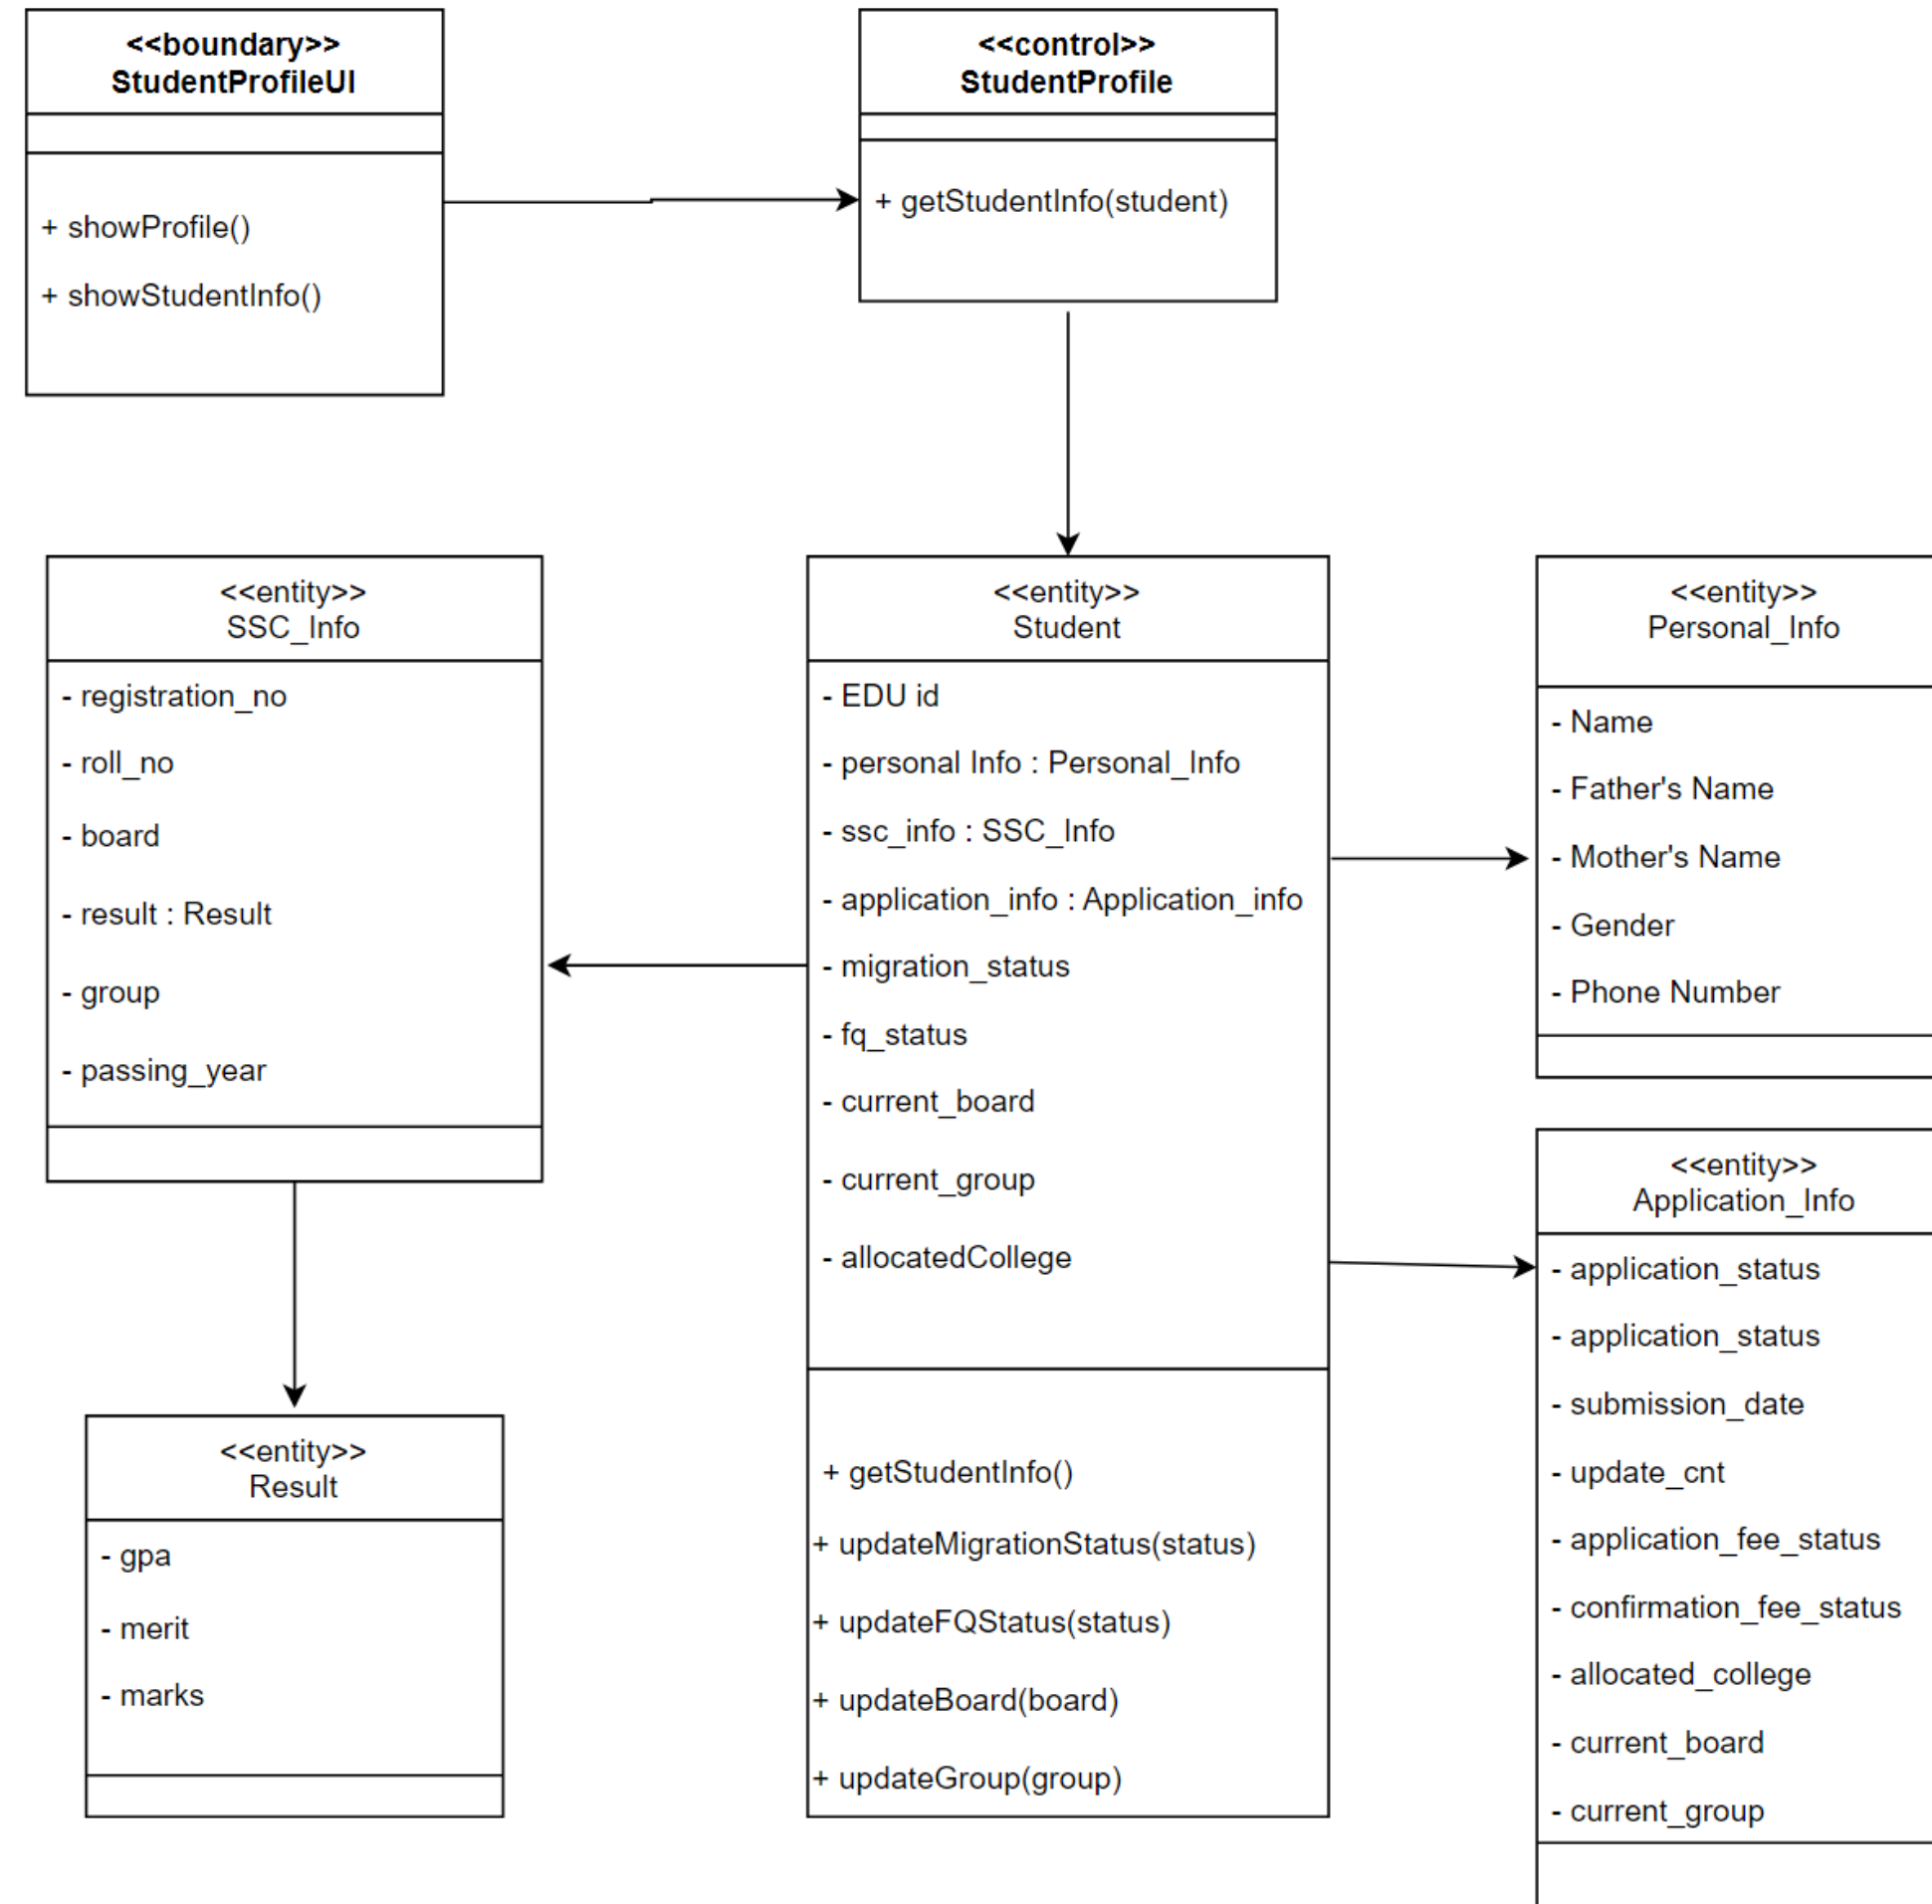 <<boundary>>
StudentProfileUI
+ showProfile()
+ showStudentInfo()
<<control>>
StudentProfile
+ getStudentInfo(student)
<<entity>>
SSC_Info
- registration_no
- roll_no
- board
- result : Result
- group
- passing_year
<<entity>>
Student
- EDU id
- personal Info : Personal_Info
- ssc_info : SSC_Info
- application_info : Application_info
- migration_status
- fq_status
- current_board
- current_group
- allocatedCollege
+ getStudentInfo()
+ updateMigrationStatus(status)
+ updateFQStatus(status)
+ updateBoard(board)
+ updateGroup(group)
<<entity>>
Personal_Info
- Name
- Father's Name
- Mother's Name
- Gender
- Phone Number
<<entity>>
Application_Info
- application_status
- application_status
- submission_date
- update_cnt
- application_fee_status
- confirmation_fee_status
- allocated_college
- current_board
- current_group
<<entity>>
Result
- gpa
- merit
- marks